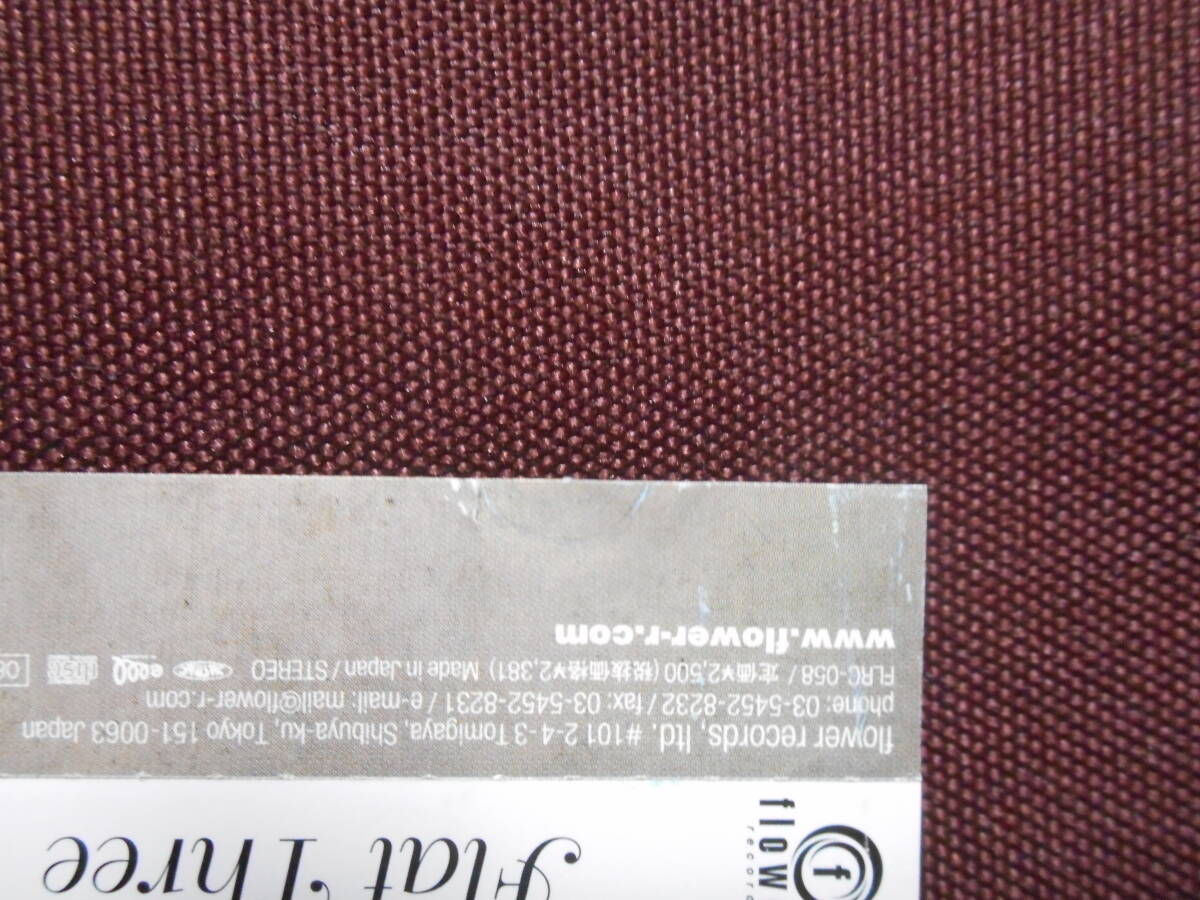 Flat Three
flow
record
f
flower records, ltd. #101 2-4-3 Tomigaya, Shibuya-ku, Tokyo 151-0063 Japan
phone: 03-5452-8232 / fax: 03-5452-8231 / e-mail: mail@flower-r.com
FLRC-058 / 定価¥2,500 (税抜価格¥2,381) Made in Japan / STEREO
www.flower-r.com